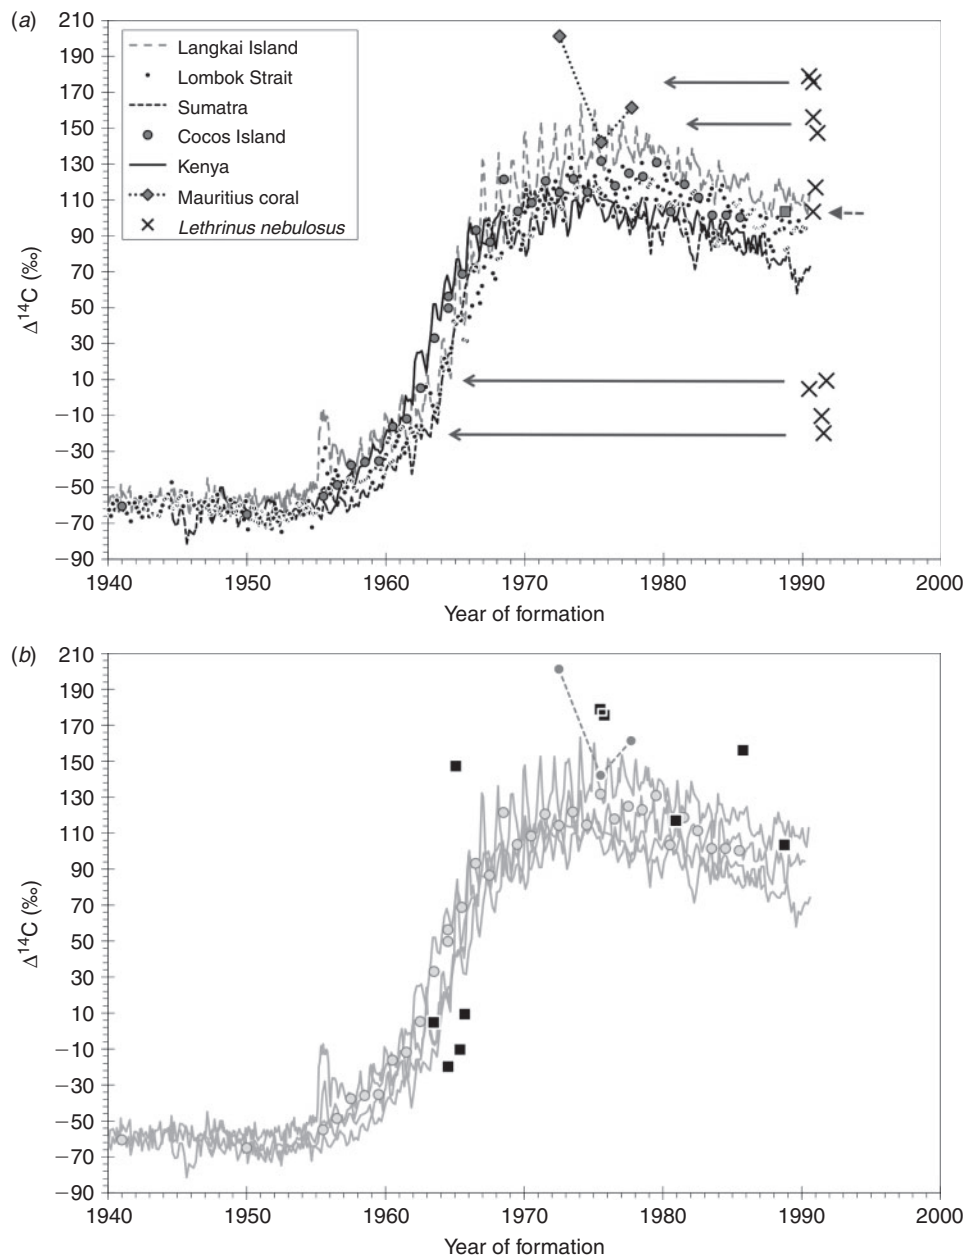 (a)
210
190
170
150
130
110
90
70
50
30
10
−10
−30
−50
−70
−90
Δ¹⁴C (‰)
Langkai Island
Lombok Strait
Sumatra
Cocos Island
Kenya
Mauritius coral
Lethrinus nebulosus
1940 1950 1960 1970 1980 1990 2000
Year of formation
(b)
210
190
170
150
130
110
90
70
50
30
10
−10
−30
−50
−70
−90
Δ¹⁴C (‰)
1940 1950 1960 1970 1980 1990 2000
Year of formation